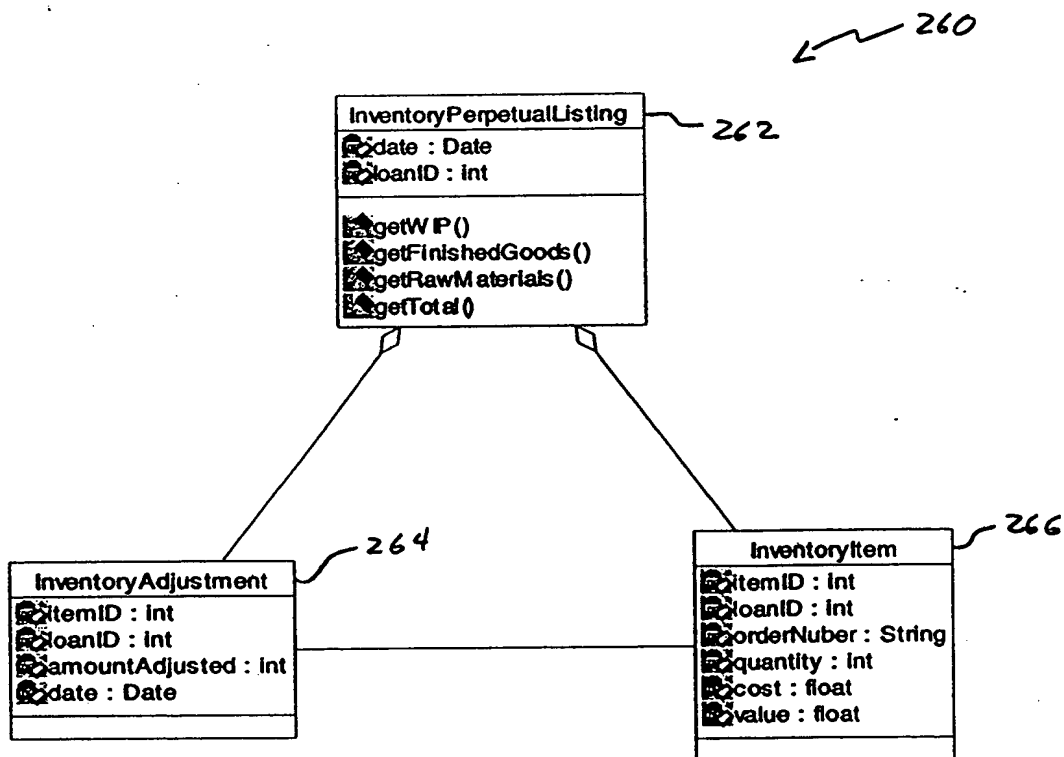 260
InventoryPerpetualListing
262
date : Date
loanID : int
getWIP()
getFinishedGoods()
getRawMaterials()
getTotal()
264
266
InventoryAdjustment
itemID : int
loanID : int
amountAdjusted : int
date : Date
InventoryItem
itemID : int
loanID : int
orderNuber : String
quantity : int
cost : float
value : float